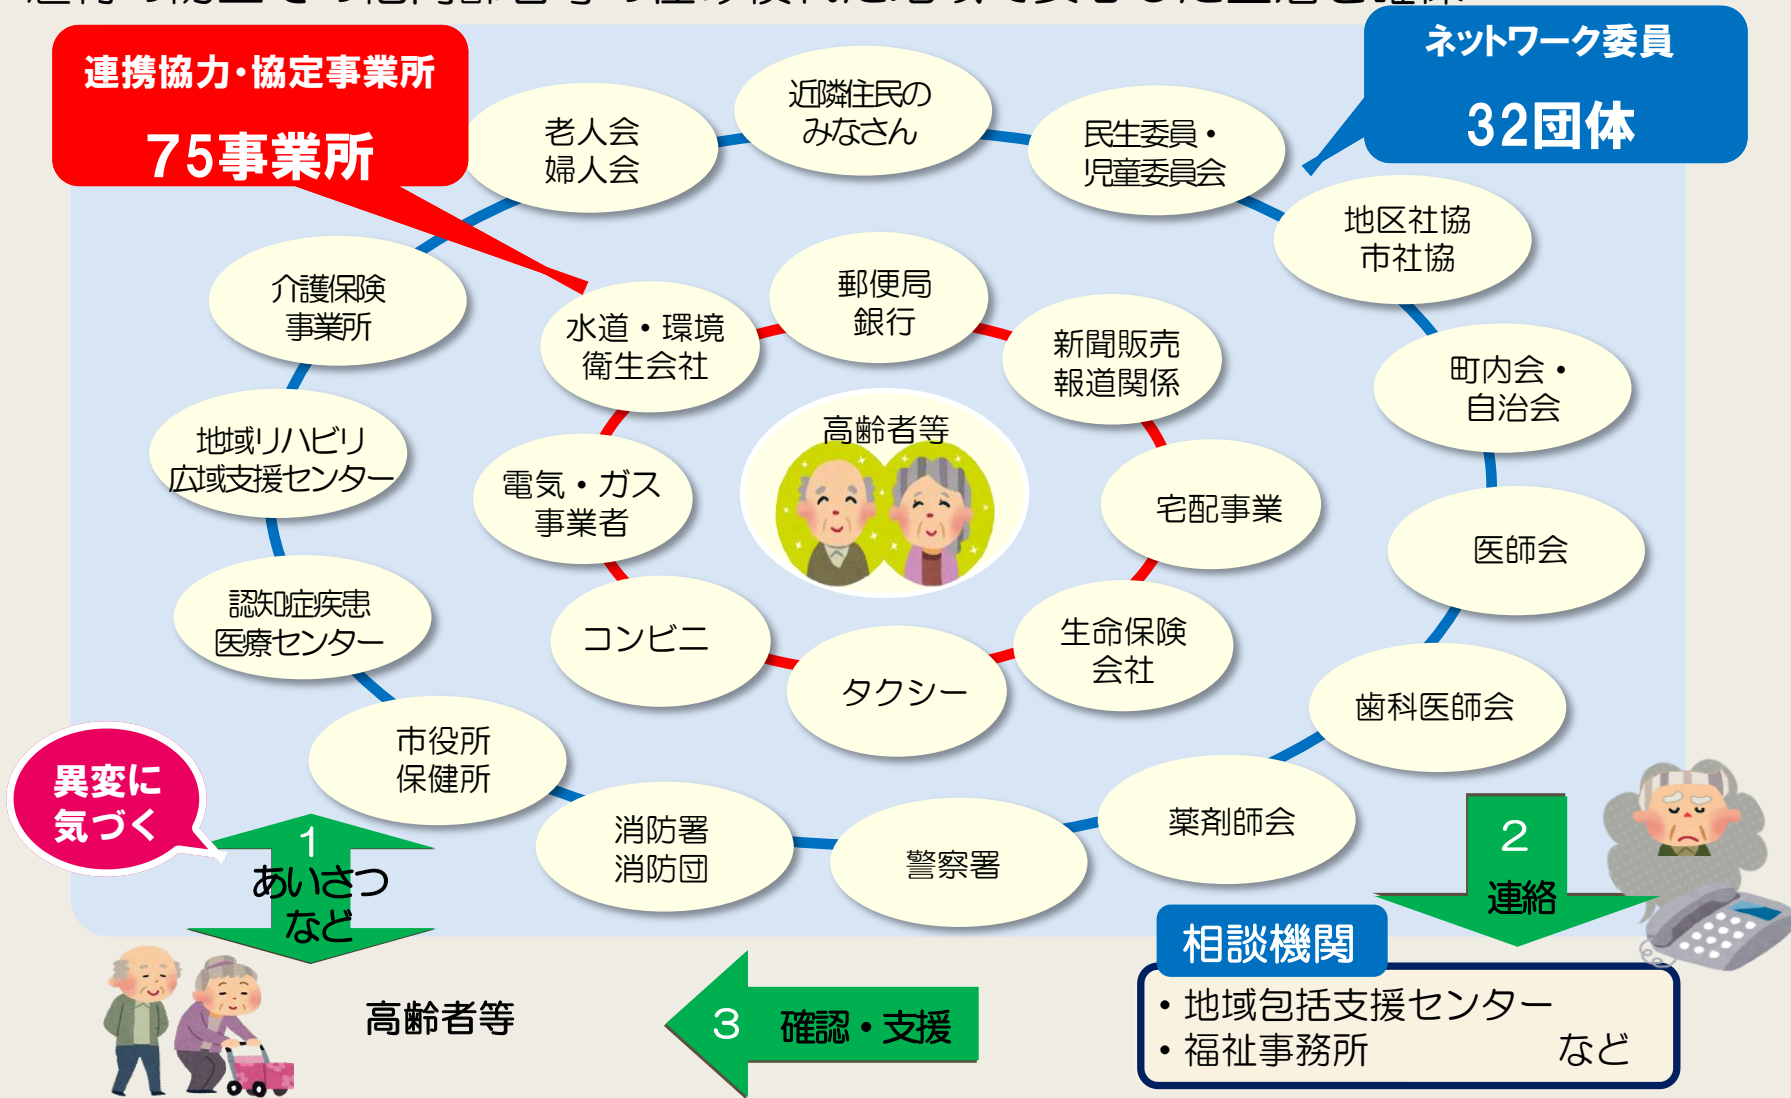 連携協力・協定事業所
75事業所
ネットワーク委員
32団体
近隣住民の
みなさん
老人会
婦人会
民生委員・
児童委員会
地区社協
市社協
介護保険
事業所
郵便局
銀行
水道・環境
衛生会社
新聞販売
報道関係
町内会・
自治会
高齢者等
地域リハビリ
広域支援センター
電気・ガス
事業者
宅配事業
医師会
認知症疾患
医療センター
コンビニ
生命保険
会社
タクシー
歯科医師会
市役所
保健所
異変に
気づく
消防署
消防団
警察署
薬剤師会
1
あいさつ
など
2
連絡
相談機関
・地域包括支援センター
・福祉事務所 など
3 確認・支援
高齢者等